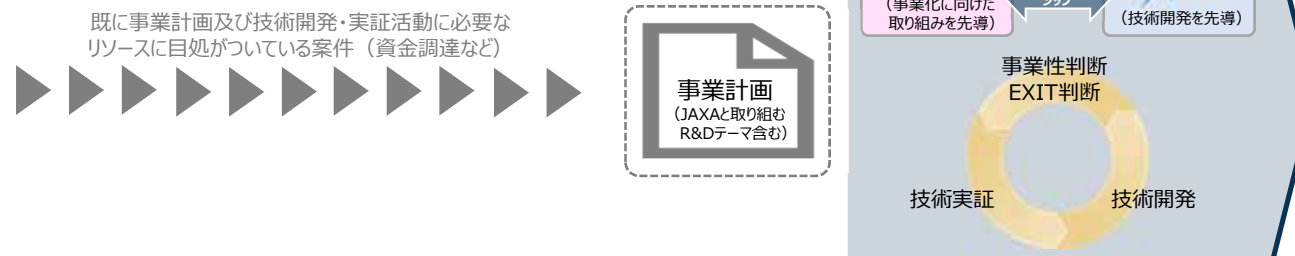 既に事業計画及び技術開発・実証活動に必要な
リソースに目処がついている案件（資金調達など）
事業計画
（JAXAと取り組む
R&Dテーマ含む）
（事業化に向けた
取り組みを先導）
（技術開発を先導）
事業性判断
EXIT判断
技術実証
技術開発